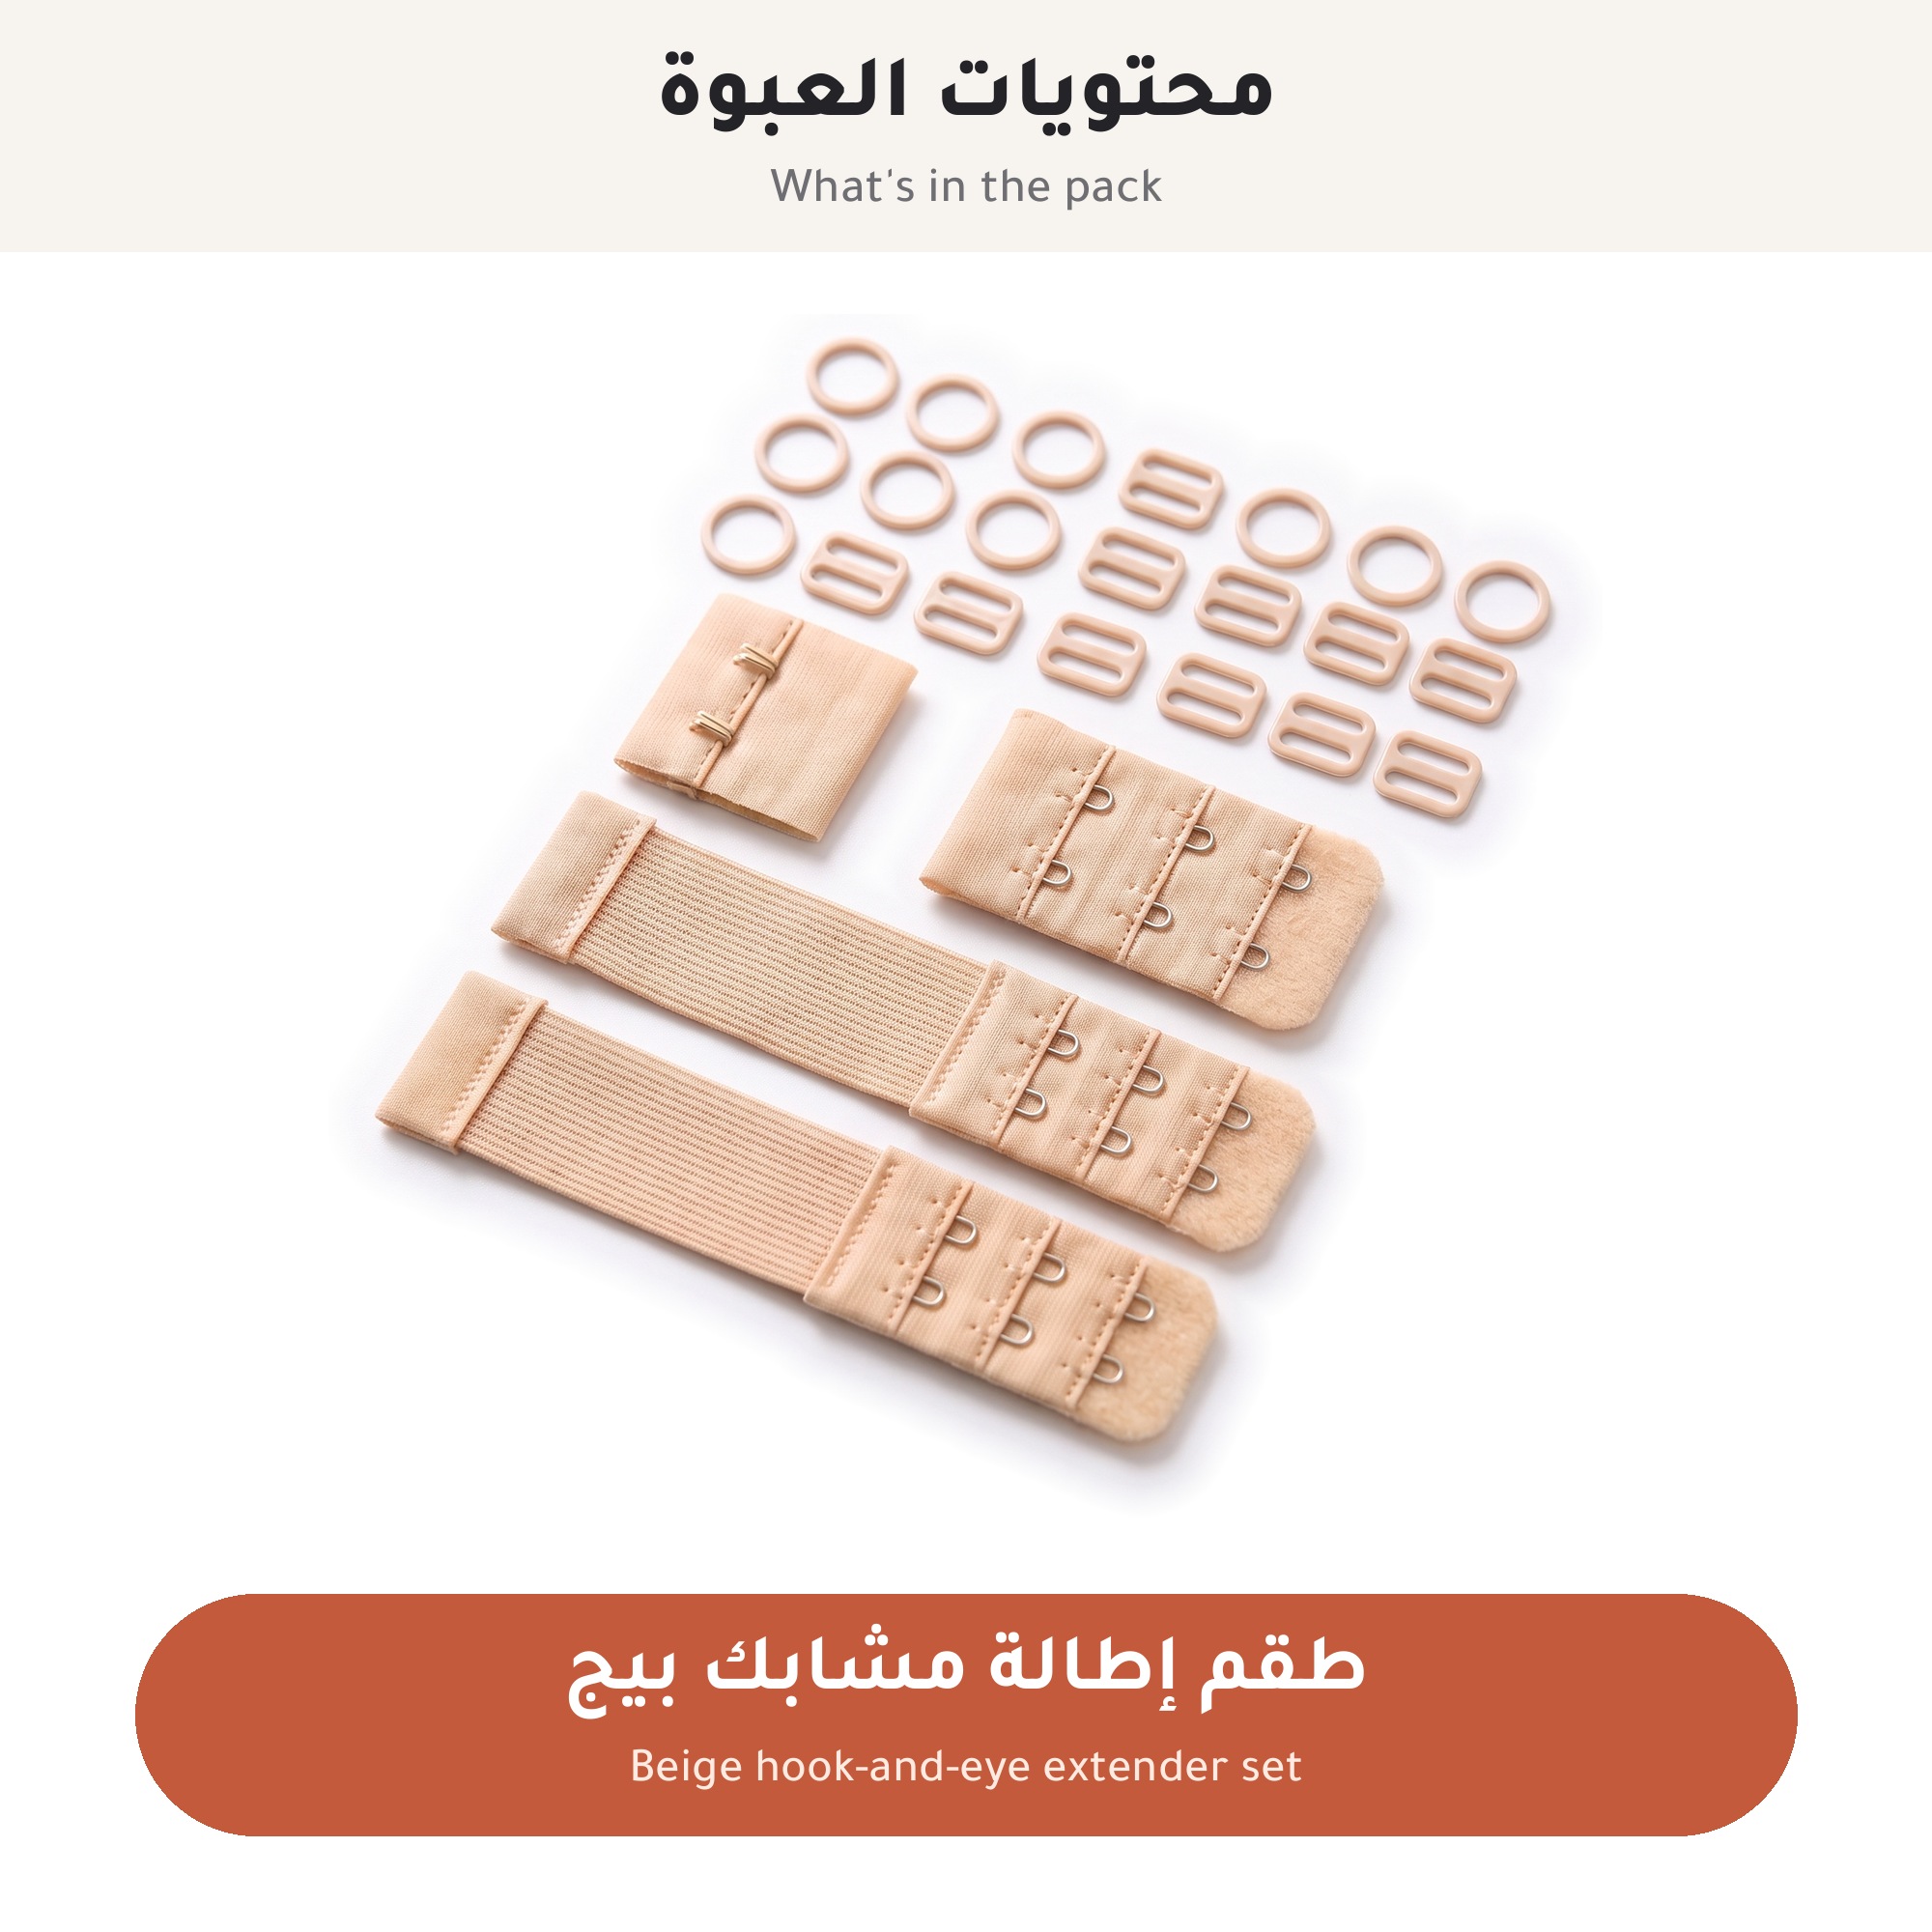 محتويات العبوة
What's in the pack
طقم إطالة مشابك بيج
Beige hook-and-eye extender set